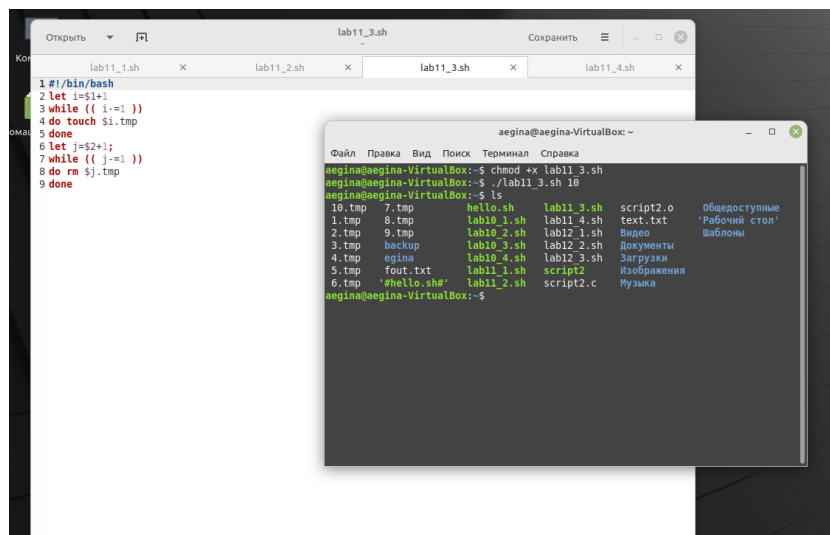 Открыть
lab11_3.sh
~
Сохранить
lab11_1.sh × lab11_2.sh × lab11_3.sh × lab11_4.sh ×
1 #!/bin/bash
2 let i=$1+1
3 while (( i-=1 ))
4 do touch $i.tmp
5 done
6 let j=$2+1;
7 while (( j-=1 ))
8 do rm $j.tmp
9 done
aegina@aegina-VirtualBox: ~
Файл Правка Вид Поиск Терминал Справка
aegina@aegina-VirtualBox:~$ chmod +x lab11_3.sh
aegina@aegina-VirtualBox:~$ ./lab11_3.sh 10
aegina@aegina-VirtualBox:~$ ls
10.tmp 7.tmp hello.sh lab11_3.sh script2.o Общедоступные
1.tmp 8.tmp lab10_1.sh lab11_4.sh text.txt 'Рабочий стол'
2.tmp 9.tmp lab10_2.sh lab12_1.sh Видео Шаблоны
3.tmp backup lab10_3.sh lab12_2.sh Документы
4.tmp egina lab10_4.sh lab12_3.sh Загрузки
5.tmp fout.txt lab11_1.sh script2 Изображения
6.tmp '#hello.sh#' lab11_2.sh script2.c Музыка
aegina@aegina-VirtualBox:~$